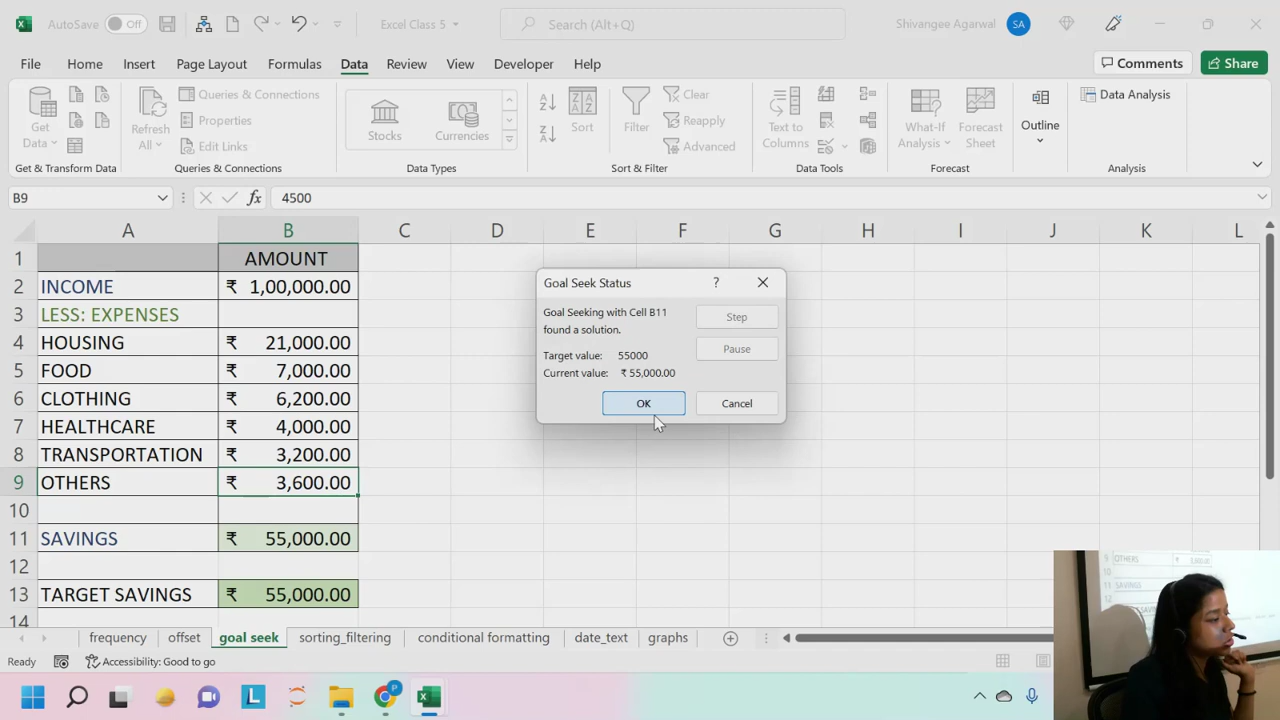 AutoSave Off Excel Class 5 Search (Alt+Q) Shivangee Agarwal SA
File Home Insert Page Layout Formulas Data Review View Developer Help Comments Share
Get Data Refresh All Queries & Connections Properties Edit Links Stocks Currencies Sort Filter Clear Reapply Advanced Text to Columns What-If Analysis Forecast Sheet Outline Data Analysis
Get & Transform Data Queries & Connections Data Types Sort & Filter Data Tools Forecast Analysis
B9 fx 4500
A B C D E F G H I J K L
1 AMOUNT
2 INCOME ₹ 1,00,000.00
3 LESS: EXPENSES
4 HOUSING ₹ 21,000.00
5 FOOD ₹ 7,000.00
6 CLOTHING ₹ 6,200.00
7 HEALTHCARE ₹ 4,000.00
8 TRANSPORTATION ₹ 3,200.00
9 OTHERS ₹ 3,600.00
10
11 SAVINGS ₹ 55,000.00
12
13 TARGET SAVINGS ₹ 55,000.00
14
Goal Seek Status ?
Goal Seeking with Cell B11
found a solution.
Step
Target value: 55000
Pause
Current value: ₹ 55,000.00
OK Cancel
frequency offset goal seek sorting_filtering conditional formatting date_text graphs
Ready Accessibility: Good to go